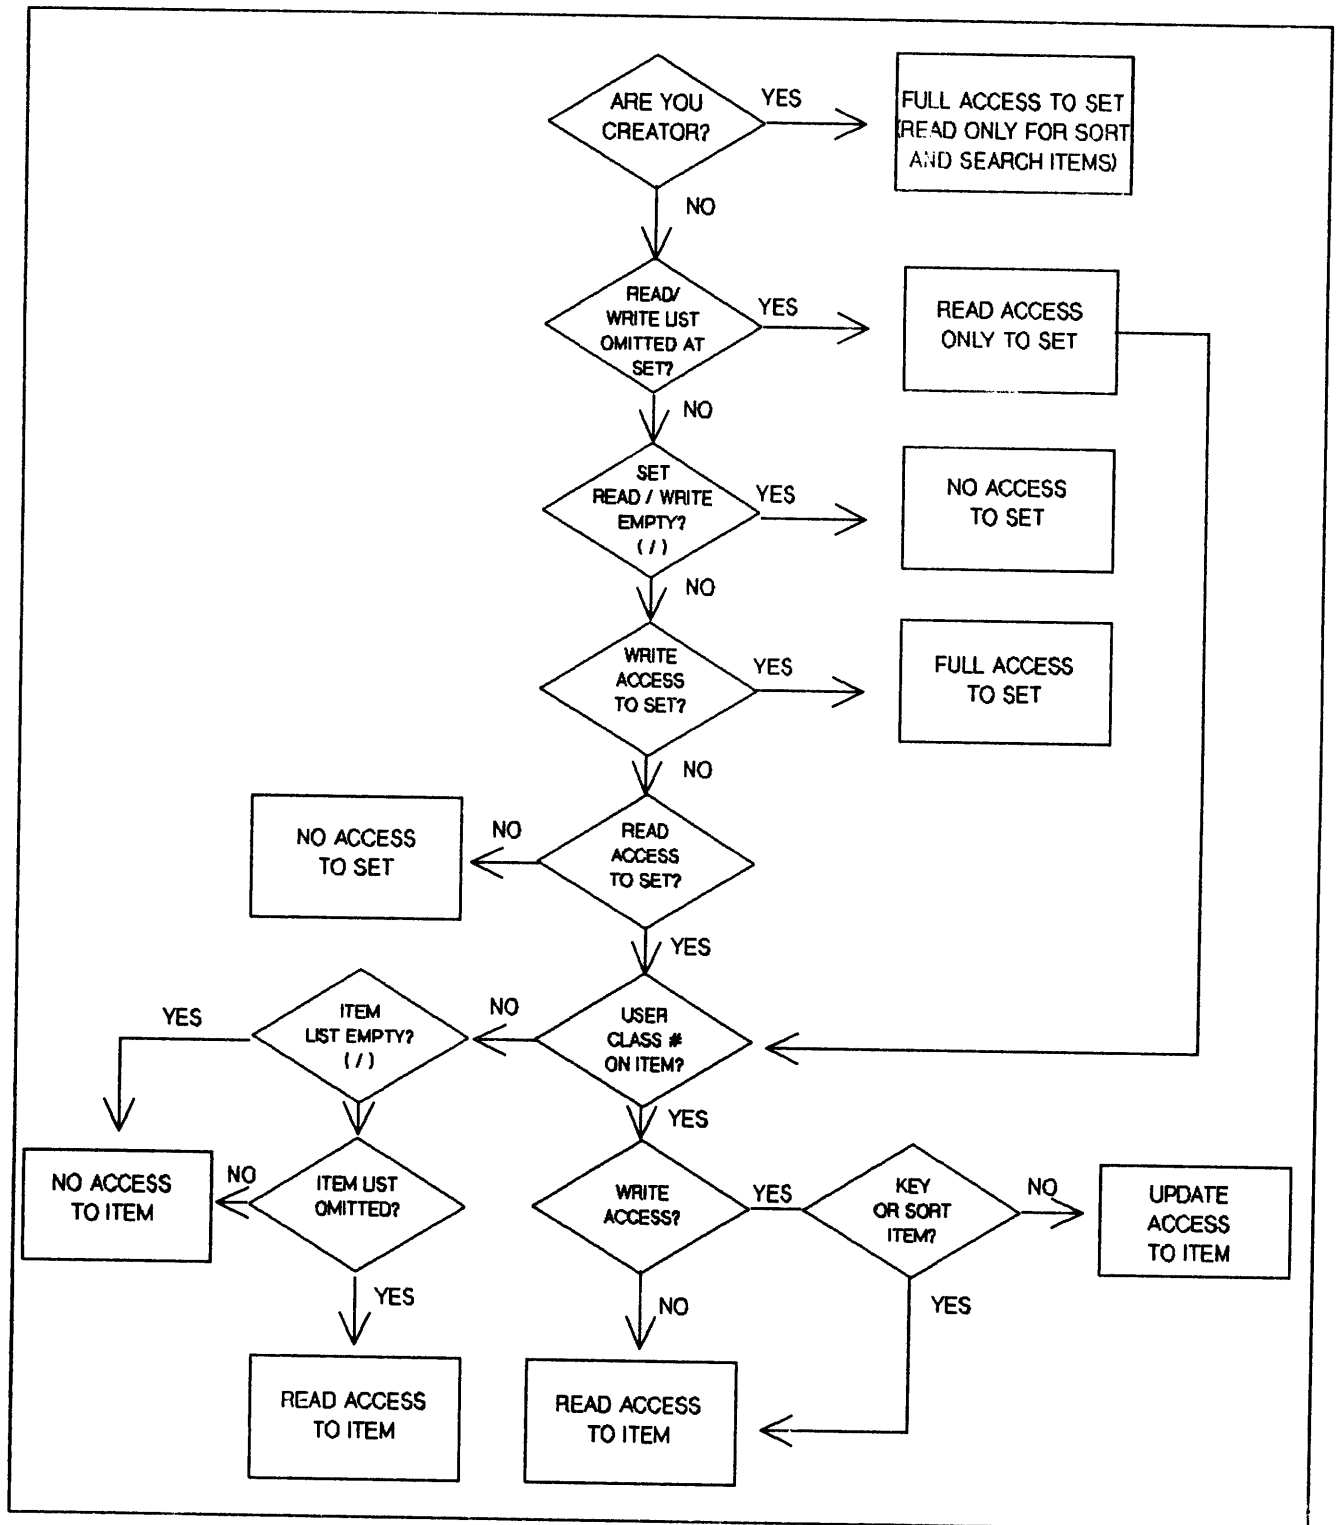 ARE YOU
CREATOR?
YES
FULL ACCESS TO SET
(READ ONLY FOR SORT
AND SEARCH ITEMS)
NO
READ/
WRITE LIST
OMITTED AT
SET?
YES
READ ACCESS
ONLY TO SET
NO
SET
READ / WRITE
EMPTY?
( / )
YES
NO ACCESS
TO SET
NO
WRITE
ACCESS
TO SET?
YES
FULL ACCESS
TO SET
NO
READ
ACCESS
TO SET?
NO
NO ACCESS
TO SET
YES
USER
CLASS #
ON ITEM?
NO
ITEM
LIST EMPTY?
( / )
YES
NO ACCESS
TO ITEM
NO
ITEM LIST
OMITTED?
YES
READ ACCESS
TO ITEM
YES
WRITE
ACCESS?
YES
KEY
OR SORT
ITEM?
NO
UPDATE
ACCESS
TO ITEM
NO
YES
READ ACCESS
TO ITEM